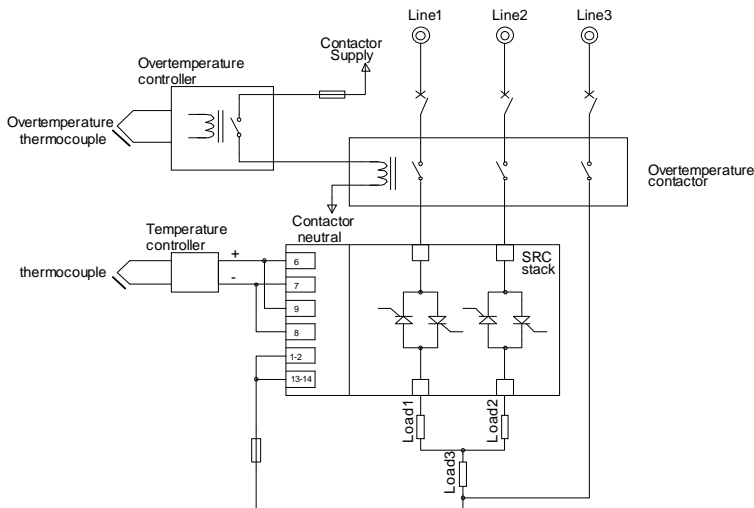 Line1
Line2
Line3
Contactor
Supply
Overtemperature
controller
Overtemperature
thermocouple
Overtemperature
contactor
Contactor
neutral
Temperature
controller
thermocouple
+
-
6
7
9
8
1-2
13-14
SRC
stack
Load1
Load2
Load3